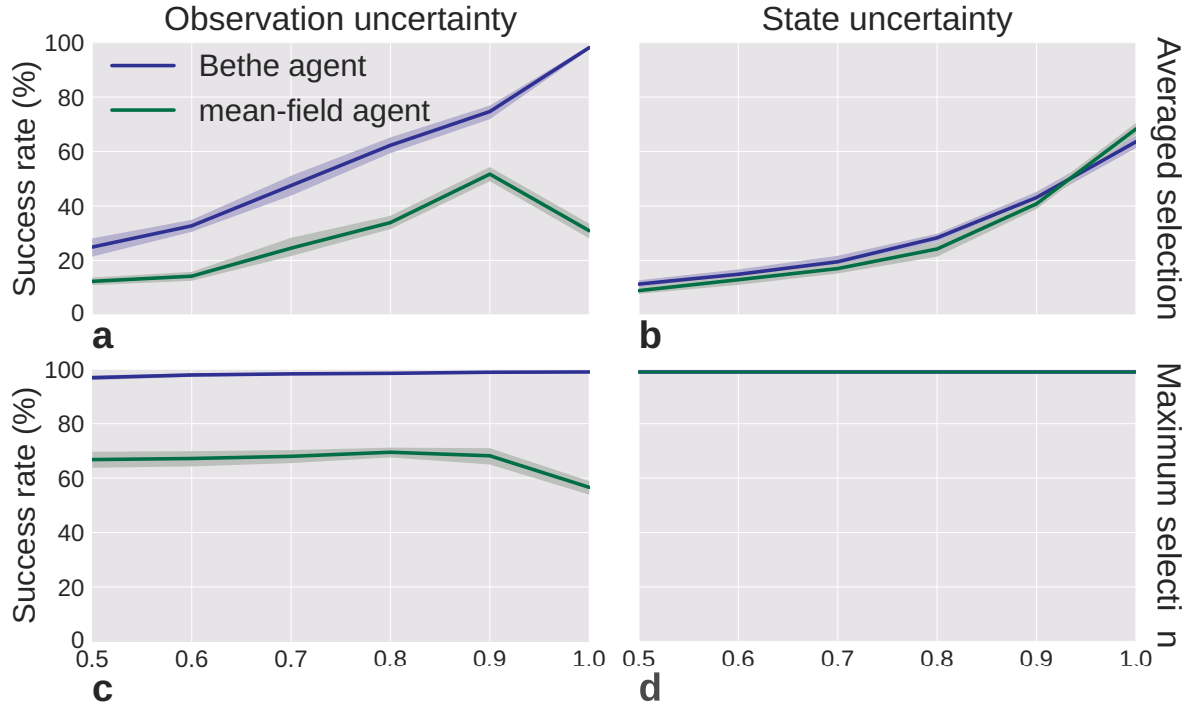 Observation uncertainty
State uncertainty
Success rate (%)
100
80
60
40
20
0
Bethe agent
mean-field agent
Averaged selection
a
b
Success rate (%)
100
80
60
40
20
0
0.5 0.6 0.7 0.8 0.9 1.0
0.5 0.6 0.7 0.8 0.9 1.0
Maximum selecti n
c
d